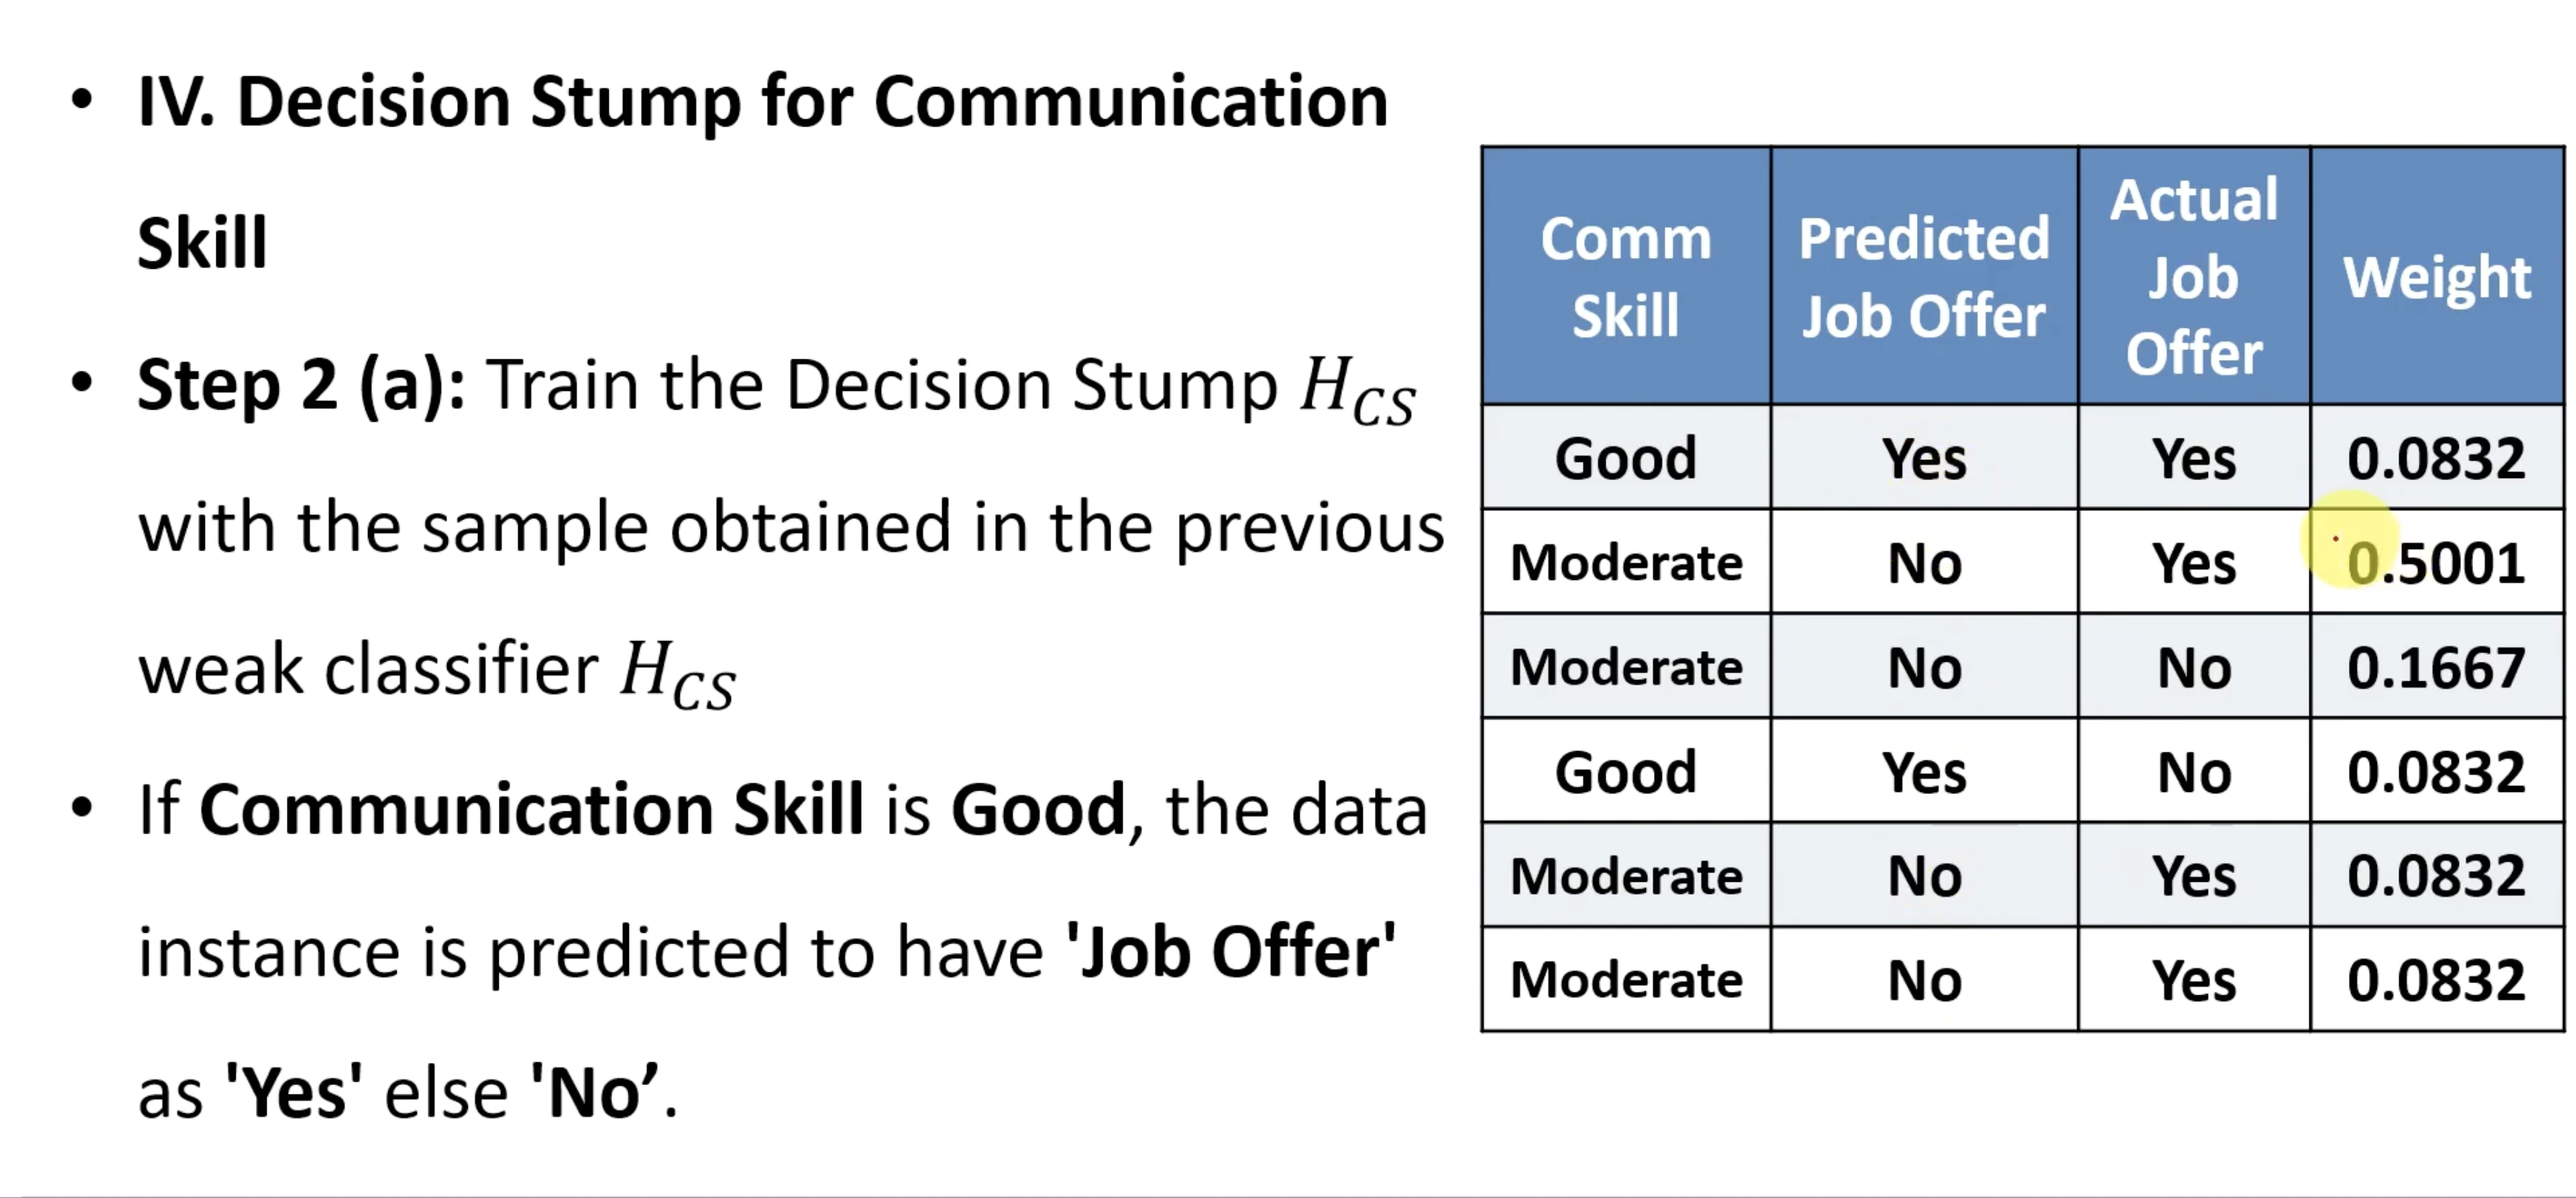 • IV. Decision Stump for Communication
Skill
• Step 2 (a): Train the Decision Stump H_CS
with the sample obtained in the previous
weak classifier H_CS
• If Communication Skill is Good, the data
instance is predicted to have 'Job Offer'
as 'Yes' else 'No’.
Comm Skill | Predicted Job Offer | Actual Job Offer | Weight
Good | Yes | Yes | 0.0832
Moderate | No | Yes | 0.5001
Moderate | No | No | 0.1667
Good | Yes | No | 0.0832
Moderate | No | Yes | 0.0832
Moderate | No | Yes | 0.0832